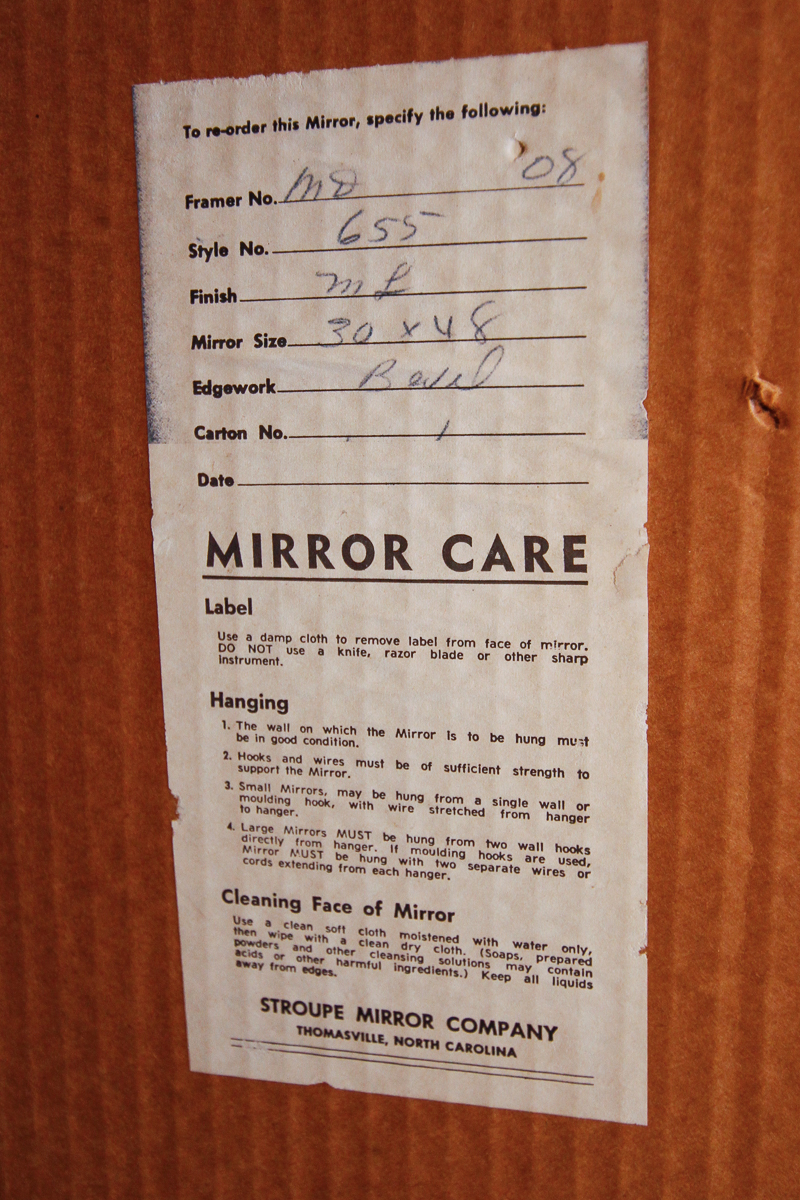 To re-order this Mirror, specify the following:
Framer No. '08
Style No. 655
Finish
Mirror Size 30 x 48
Edgework Bevel
Carton No. 1
Date
MIRROR CARE
Label
Use a damp cloth to remove label from face of mirror.
DO NOT use a knife, razor blade or other sharp
instrument.
Hanging
1. The wall on which the Mirror is to be hung must
be in good condition.
2. Hooks and wires must be of sufficient strength to
support the Mirror.
3. Small Mirrors, may be hung from a single wall or
moulding hook, with wire stretched from hanger
to hanger.
4. Large Mirrors MUST be hung from two wall hooks
directly from hanger. If moulding hooks are used,
Mirror MUST be hung with two separate wires or
cords extending from each hanger.
Cleaning Face of Mirror
Use a clean soft cloth moistened with water only,
then wipe with a clean dry cloth. (Soaps, prepared
powders and other cleansing solutions may contain
acids or other harmful ingredients.) Keep all liquids
away from edges.
STROUPE MIRROR COMPANY
THOMASVILLE, NORTH CAROLINA